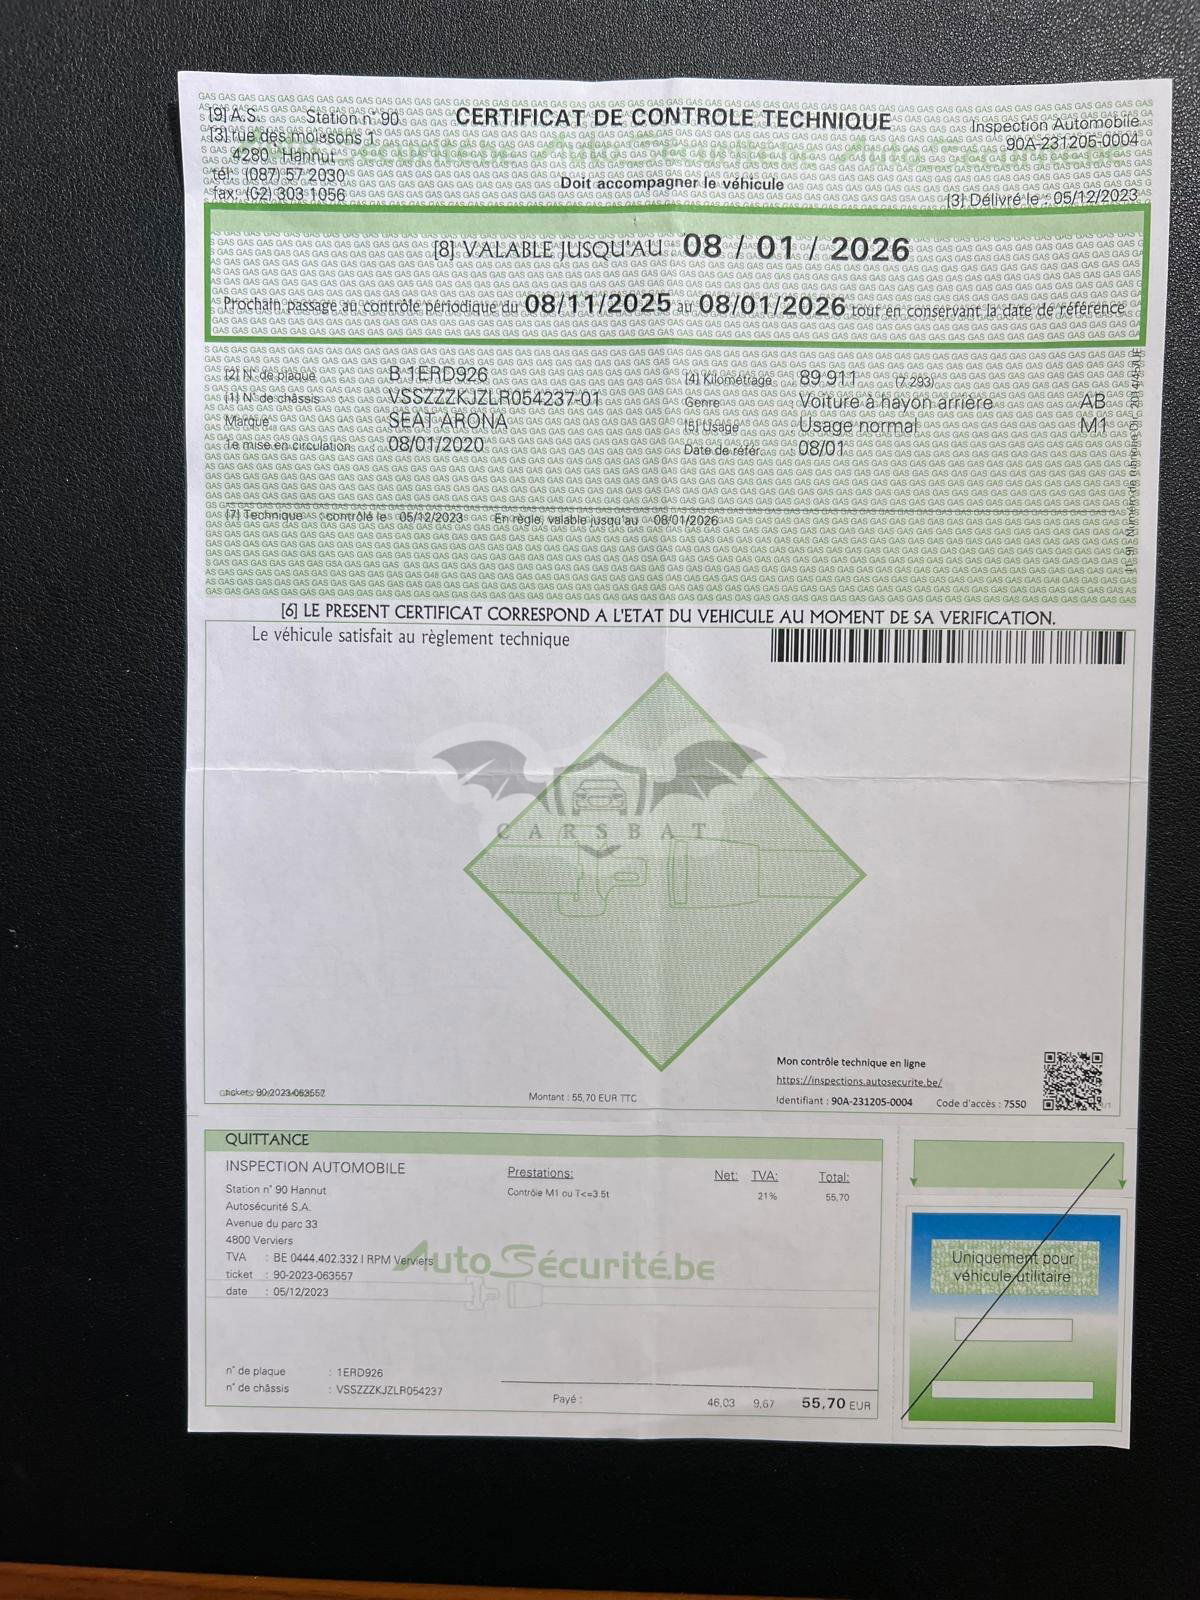 [9] A.S. Station n° 90
[3] rue des moissons 1
4280 Hannut
tél: (087) 57 2030
fax: (02) 303 1056
CERTIFICAT DE CONTROLE TECHNIQUE
Doit accompagner le véhicule
Inspection Automobile
90A-231205-0004
[3] Délivré le : 05/12/2023
[8] VALABLE JUSQU'AU 08 / 01 / 2026
Prochain passage au contrôle périodique du 08/11/2025 au 08/01/2026 tout en conservant la date de référence
[2] N° de plaque : B 1ERD926
[1] N° de châssis : VSSZZZKJZLR054237-01
Marque : SEAT ARONA
1e mise en circulation : 08/01/2020
[4] Kilométrage : 89 911 (7 293)
Genre : Voiture à hayon arrière AB
[5] Usage : Usage normal M1
Date de référ. : 08/01
[7] Technique : contrôlé le 05/12/2023 En règle, valable jusqu'au 08/01/2026
[6] LE PRESENT CERTIFICAT CORRESPOND A L'ETAT DU VEHICULE AU MOMENT DE SA VERIFICATION.
Le véhicule satisfait au règlement technique
CARSBAT
Mon contrôle technique en ligne
https://inspections.autosecurite.be/
Identifiant : 90A-231205-0004 Code d'accès : 7550
tickets: 90-2023-063557
Montant : 55,70 EUR TTC
1/1
QUITTANCE
INSPECTION AUTOMOBILE
Station n° 90 Hannut
Autosécurité S.A.
Avenue du parc 33
4800 Verviers
TVA : BE 0444.402.332 | RPM Verviers
ticket : 90-2023-063557
date : 05/12/2023
Prestations: Net: TVA: Total:
Contrôle M1 ou T<=3.5t 21% 55,70
Auto Sécurité.be
n° de plaque : 1ERD926
n° de châssis : VSSZZZKJZLR054237
Payé : 46,03 9,67 55,70 EUR
Uniquement pour
véhicule utilitaire